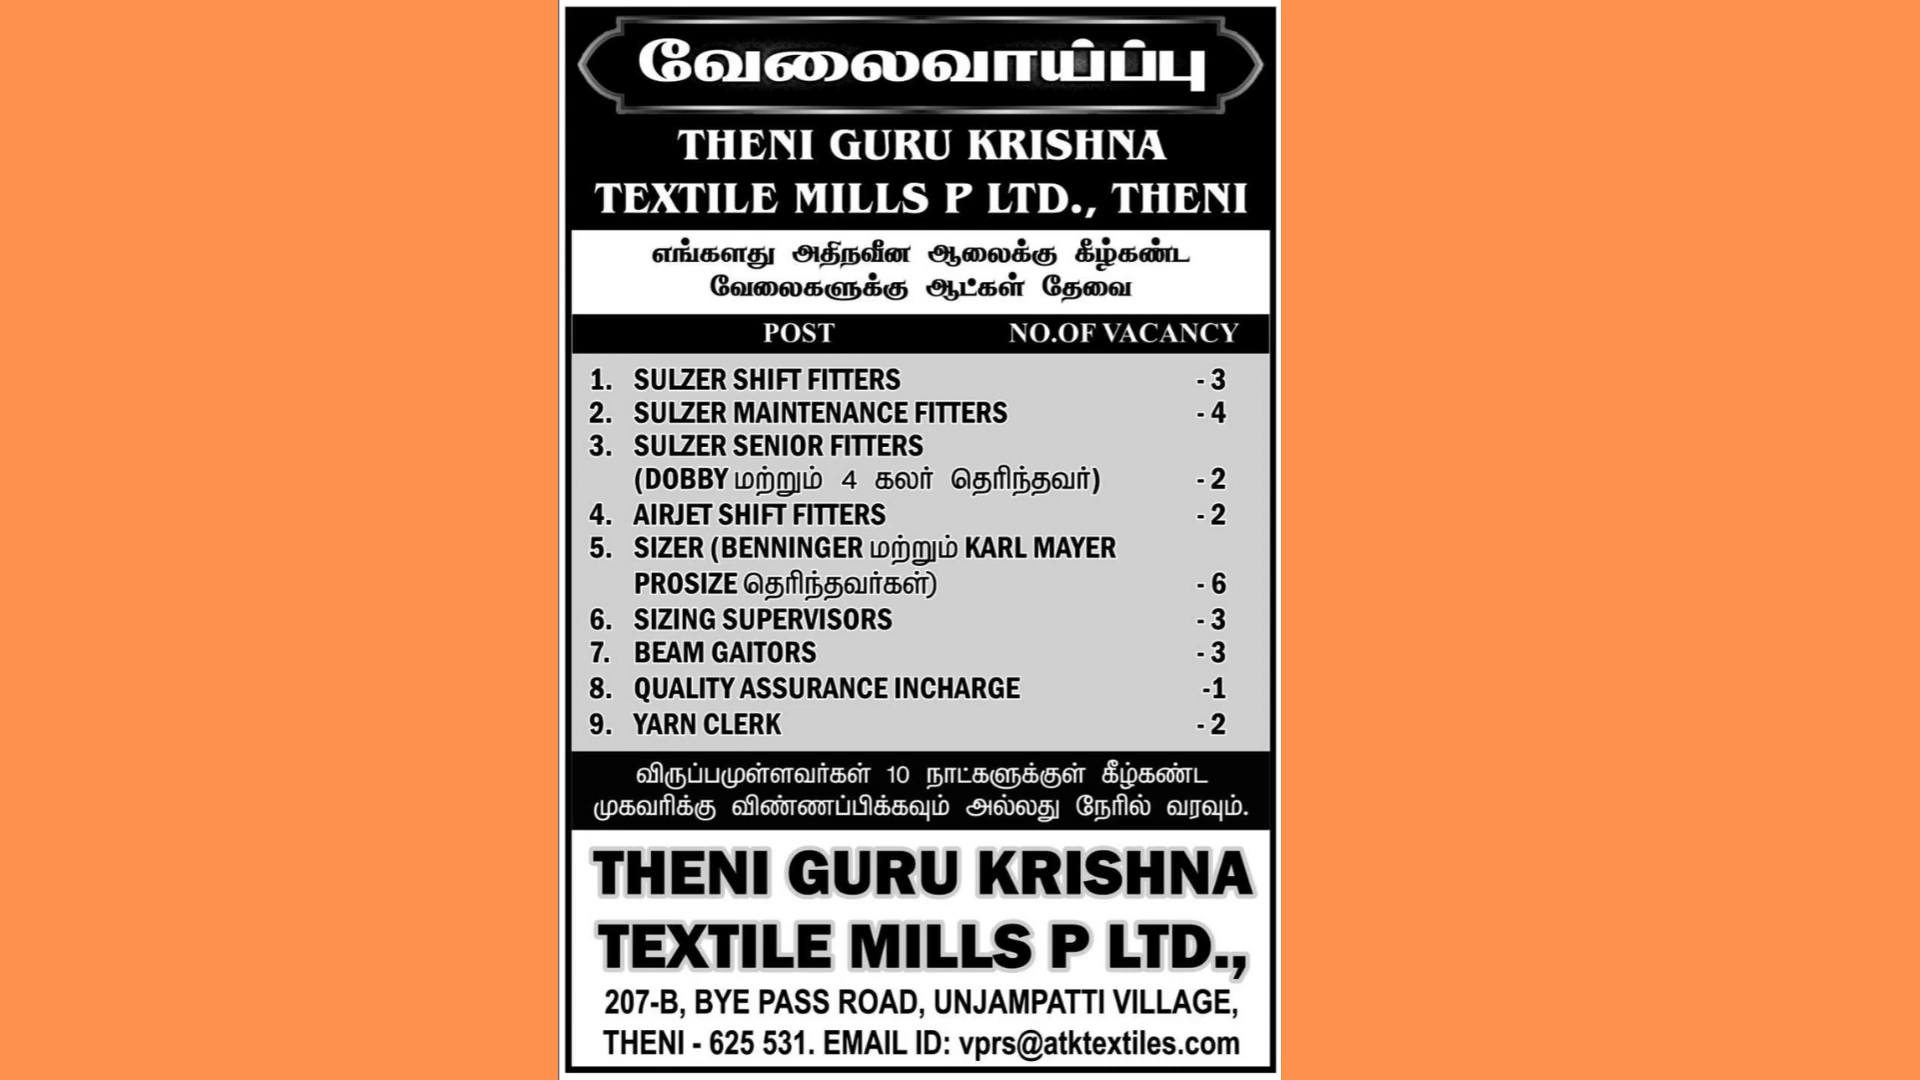 வேலைவாய்ப்பு
THENI GURU KRISHNA
TEXTILE MILLS P LTD., THENI
எங்களது அதிநவீன ஆலைக்கு கீழ்கண்ட
வேலைகளுக்கு ஆட்கள் தேவை
POST NO.OF VACANCY
1. SULZER SHIFT FITTERS - 3
2. SULZER MAINTENANCE FITTERS - 4
3. SULZER SENIOR FITTERS
(DOBBY மற்றும் 4 கலர் தெரிந்தவர்) - 2
4. AIRJET SHIFT FITTERS - 2
5. SIZER (BENNINGER மற்றும் KARL MAYER
PROSIZE தெரிந்தவர்கள்) - 6
6. SIZING SUPERVISORS - 3
7. BEAM GAITORS - 3
8. QUALITY ASSURANCE INCHARGE -1
9. YARN CLERK - 2
விருப்பமுள்ளவர்கள் 10 நாட்களுக்குள் கீழ்கண்ட
முகவரிக்கு விண்ணப்பிக்கவும் அல்லது நேரில் வரவும்.
THENI GURU KRISHNA
TEXTILE MILLS P LTD.,
207-B, BYE PASS ROAD, UNJAMPATTI VILLAGE,
THENI - 625 531. EMAIL ID: vprs@atktextiles.com